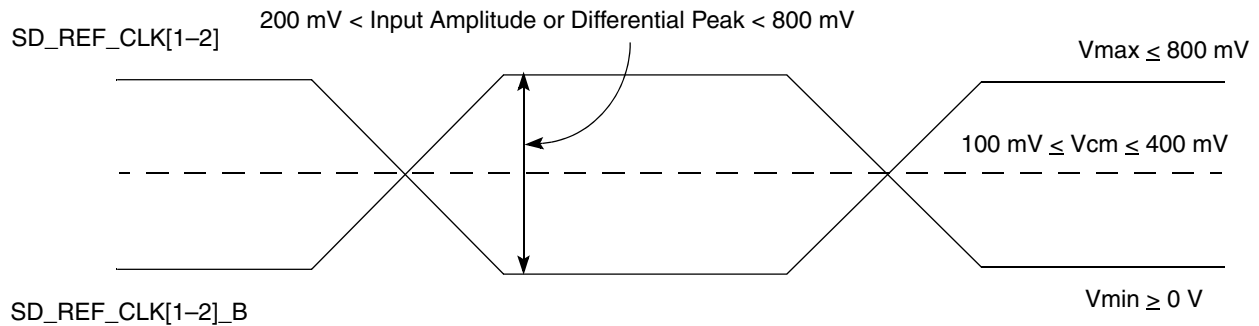 200 mV < Input Amplitude or Differential Peak < 800 mV
SD_REF_CLK[1–2]
Vmax ≤ 800 mV
100 mV ≤ Vcm ≤ 400 mV
Vmin ≥ 0 V
SD_REF_CLK[1–2]_B